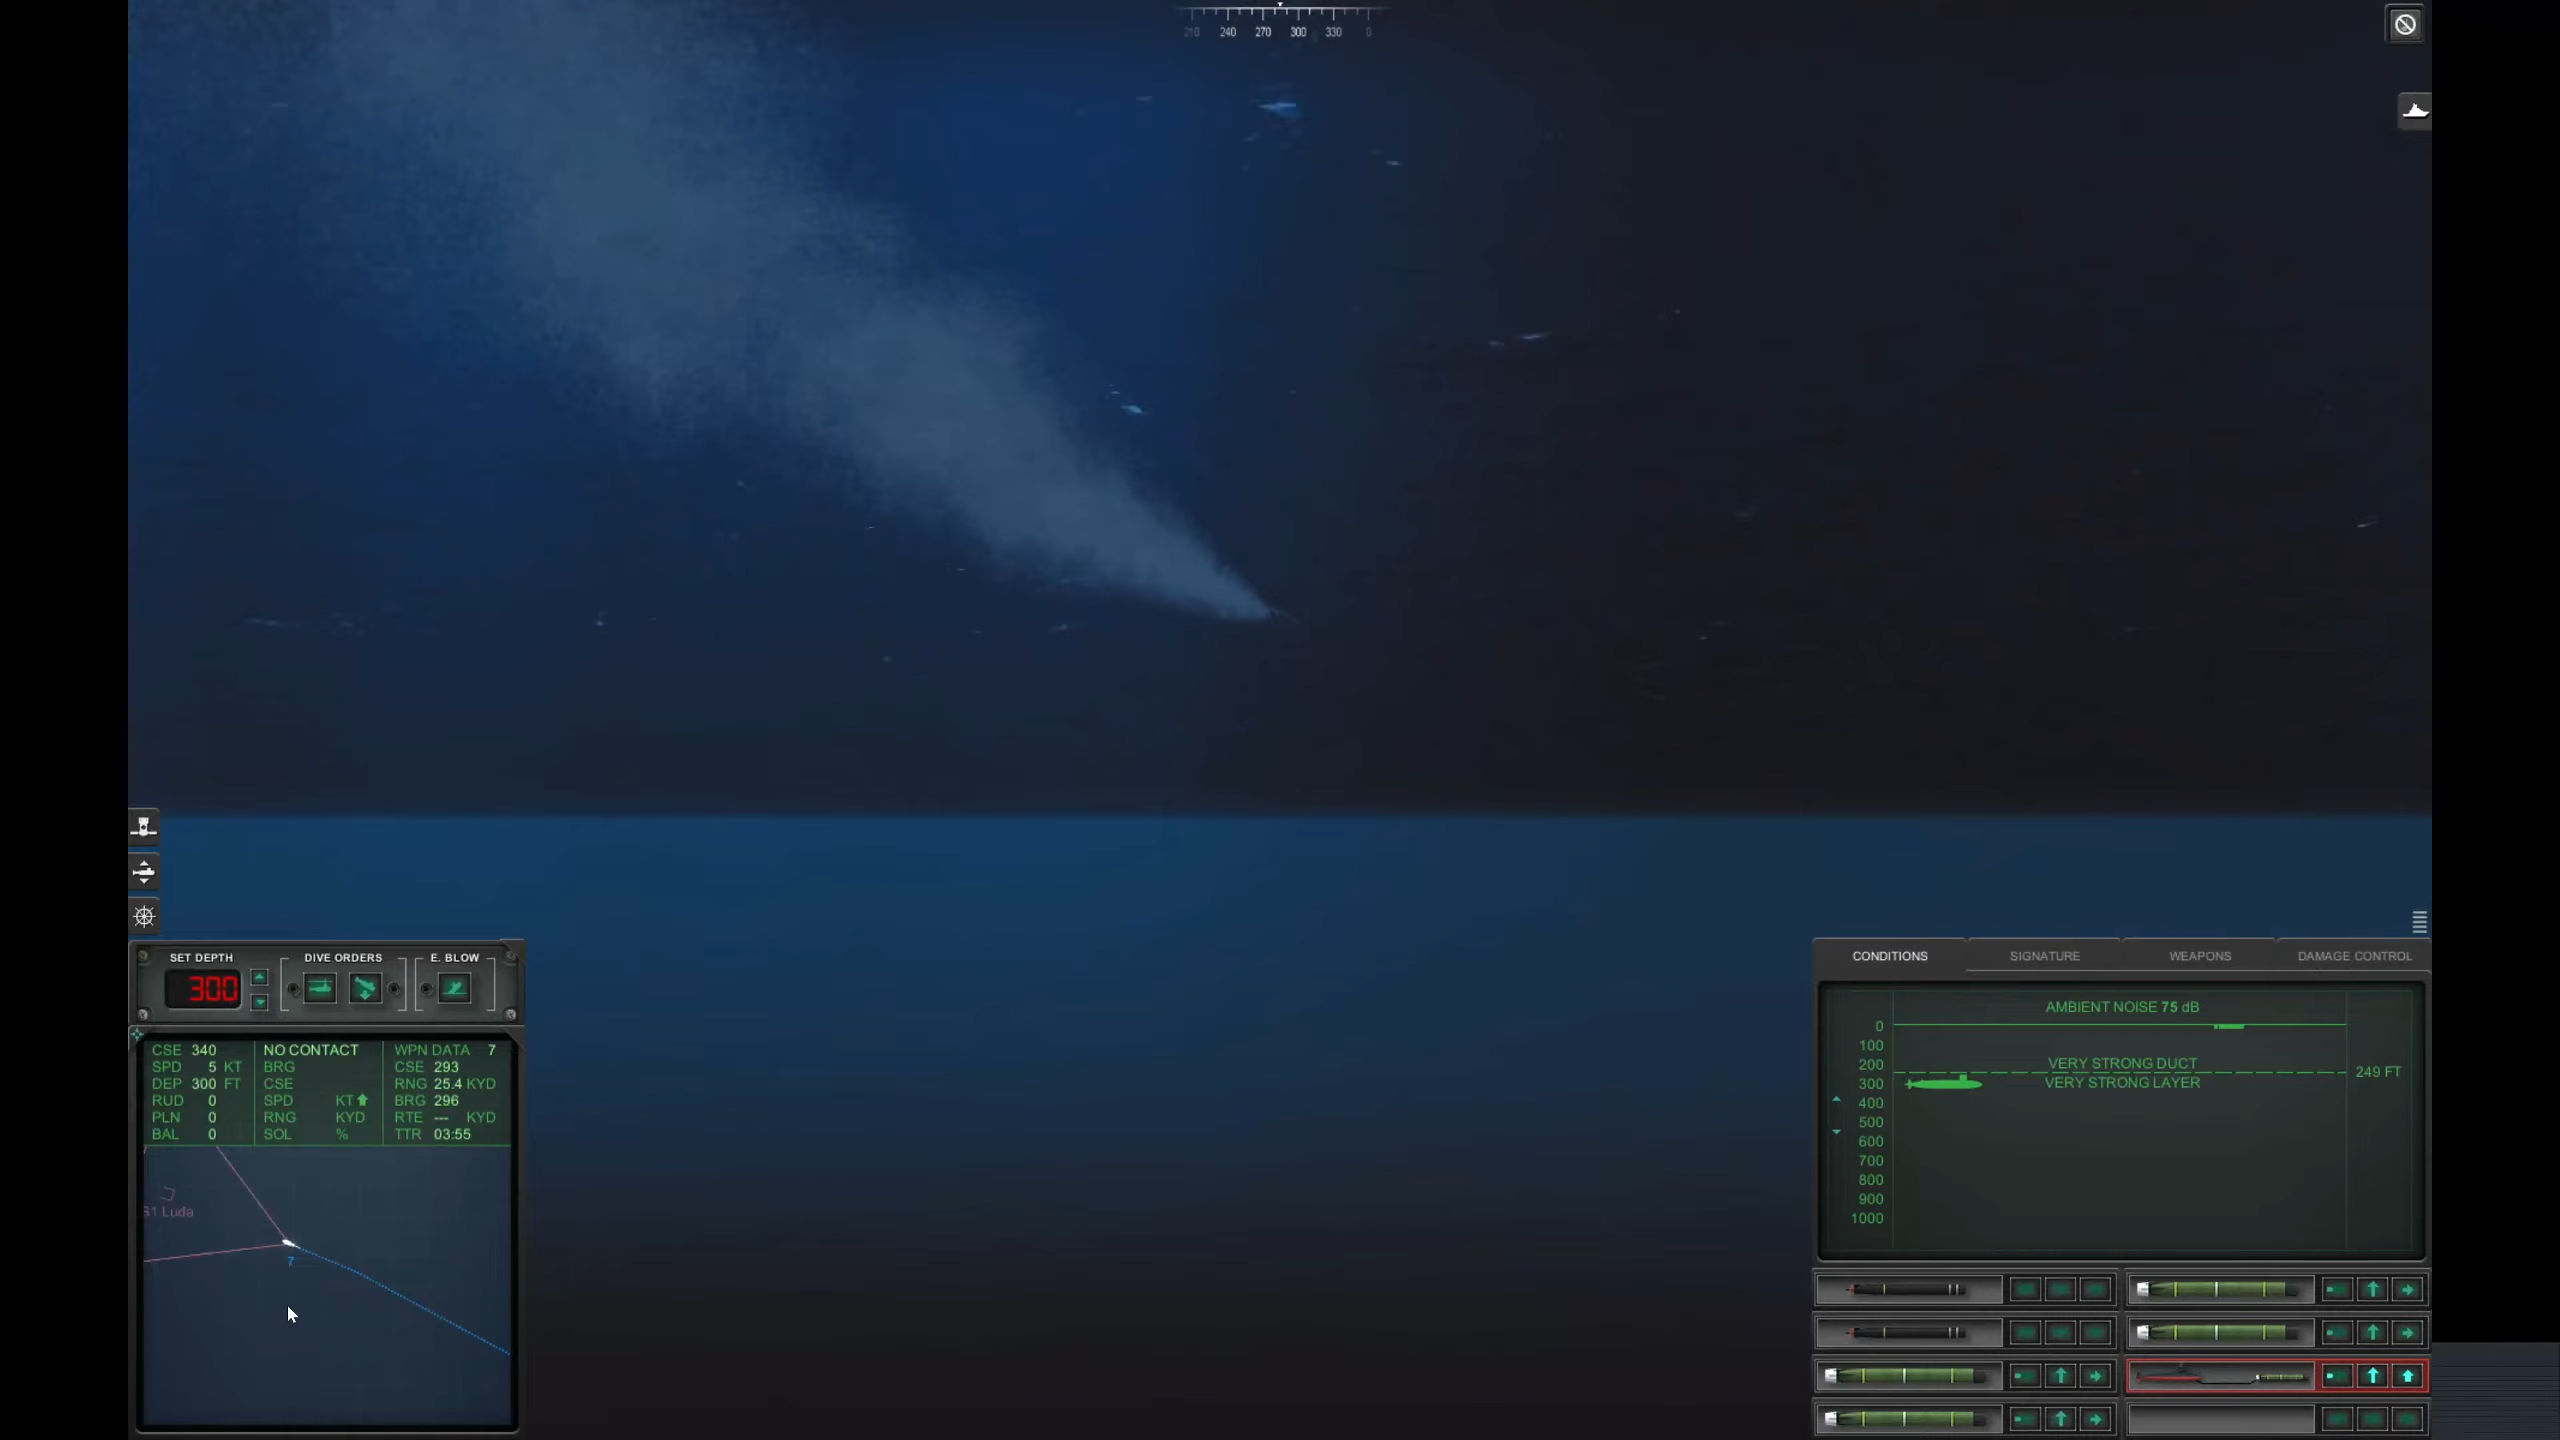 210 240 270 300 330 0
SET DEPTH DIVE ORDERS E. BLOW
300
CSE 340
SPD 5 KT
DEP 300 FT
RUD 0
PLN 0
BAL 0
NO CONTACT
BRG
CSE
SPD KT
RNG KYD
SOL %
WPN DATA 7
CSE 293
RNG 25.4 KYD
BRG 296
RTE --- KYD
TTR 03:55
S1 Luda
7
CONDITIONS SIGNATURE WEAPONS DAMAGE CONTROL
AMBIENT NOISE 75 dB
0
100
200
300
400
500
600
700
800
900
1000
VERY STRONG DUCT
VERY STRONG LAYER
249 FT